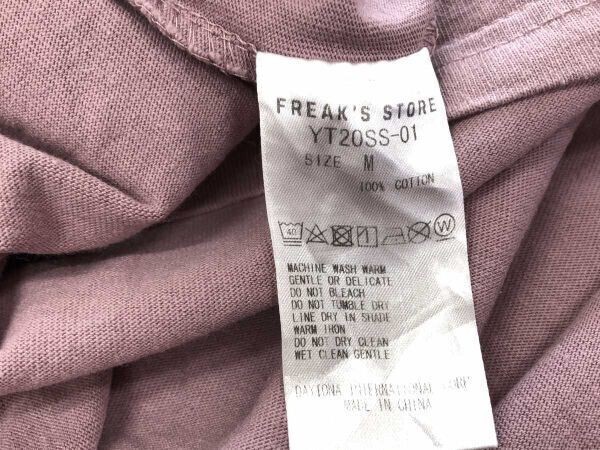 FREAK'S STORE
YT20SS-01
SIZE M
100% COTTON
40 W
MACHINE WASH WARM
GENTLE OR DELICATE
DO NOT BLEACH
DO NOT TUMBLE DRY
LINE DRY IN SHADE
WARM IRON
DO NOT DRY CLEAN
WET CLEAN GENTLE
DAYTONA INTERNATIONAL CORP
MADE IN CHINA